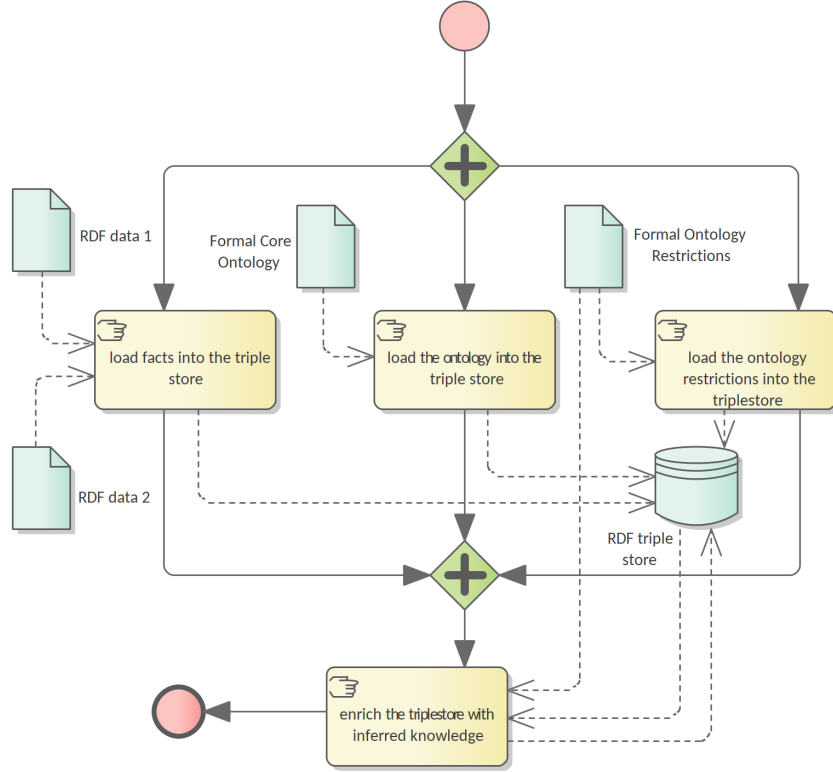 RDF data 1
Formal Core
Ontology
Formal Ontology
Restrictions
load facts into the triple
store
load the ontology into the
triple store
load the ontology
restrictions into the
triplestore
RDF data 2
RDF triple
store
enrich the triplestore with
inferred knowledge